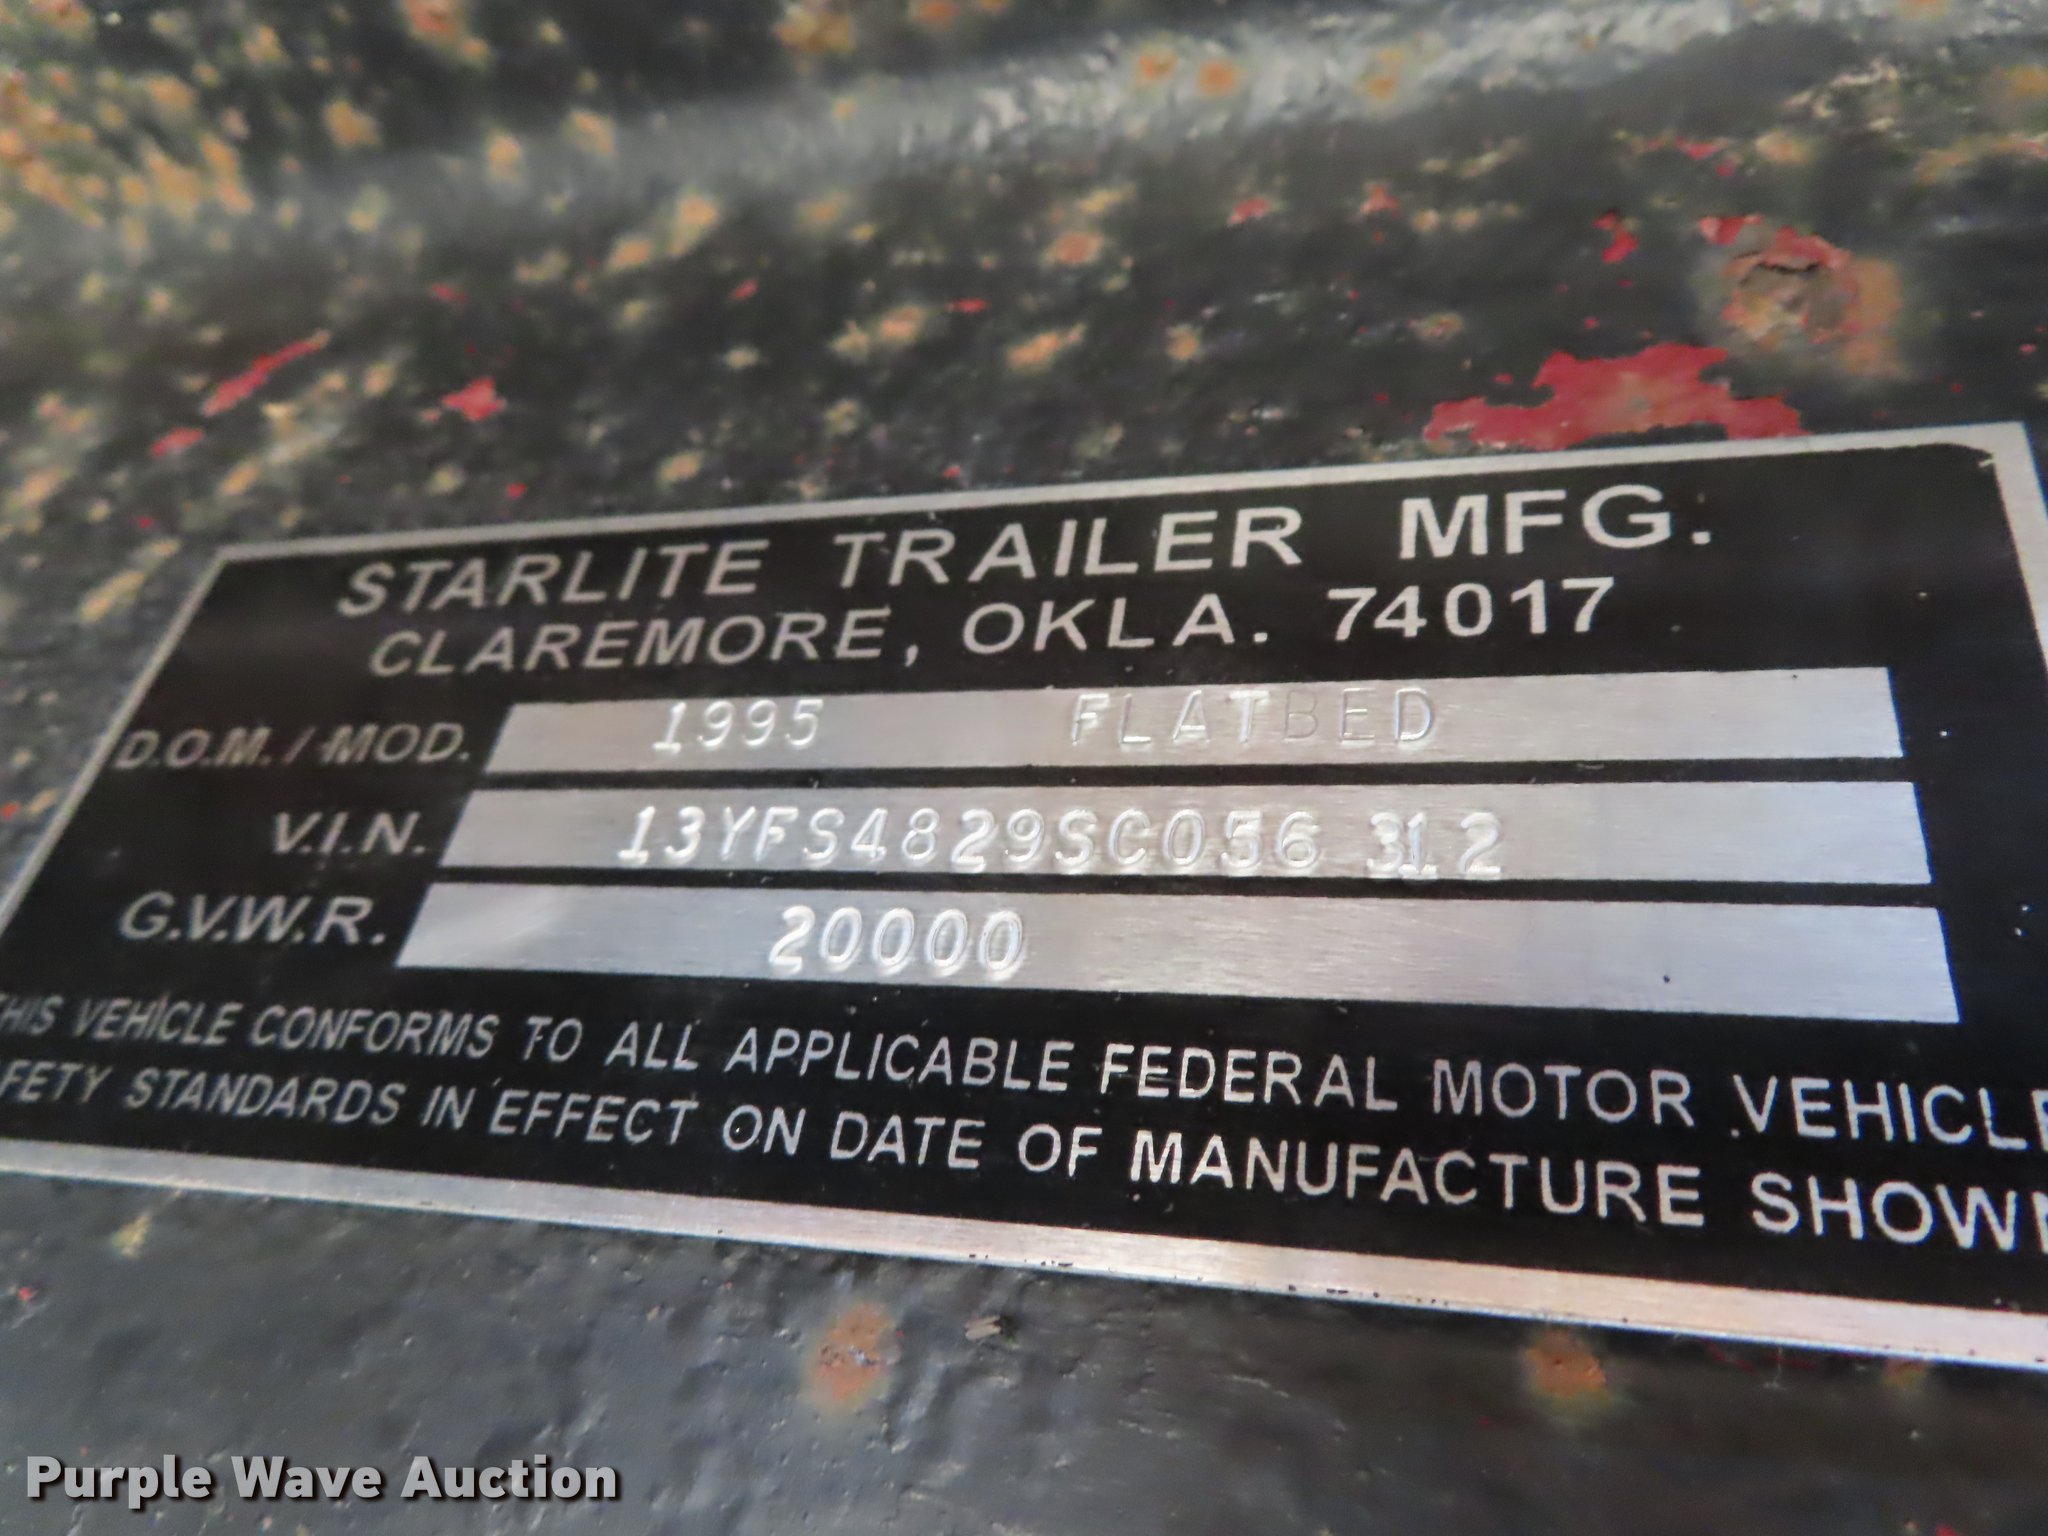 STARLITE TRAILER MFG.
CLAREMORE, OKLA. 74017
D.O.M. / MOD. 1995 FLATBED
V.I.N. 13YFS4829SC056312
G.V.W.R. 20000
THIS VEHICLE CONFORMS TO ALL APPLICABLE FEDERAL MOTOR VEHICLE
AFETY STANDARDS IN EFFECT ON DATE OF MANUFACTURE SHOWN
Purple Wave Auction